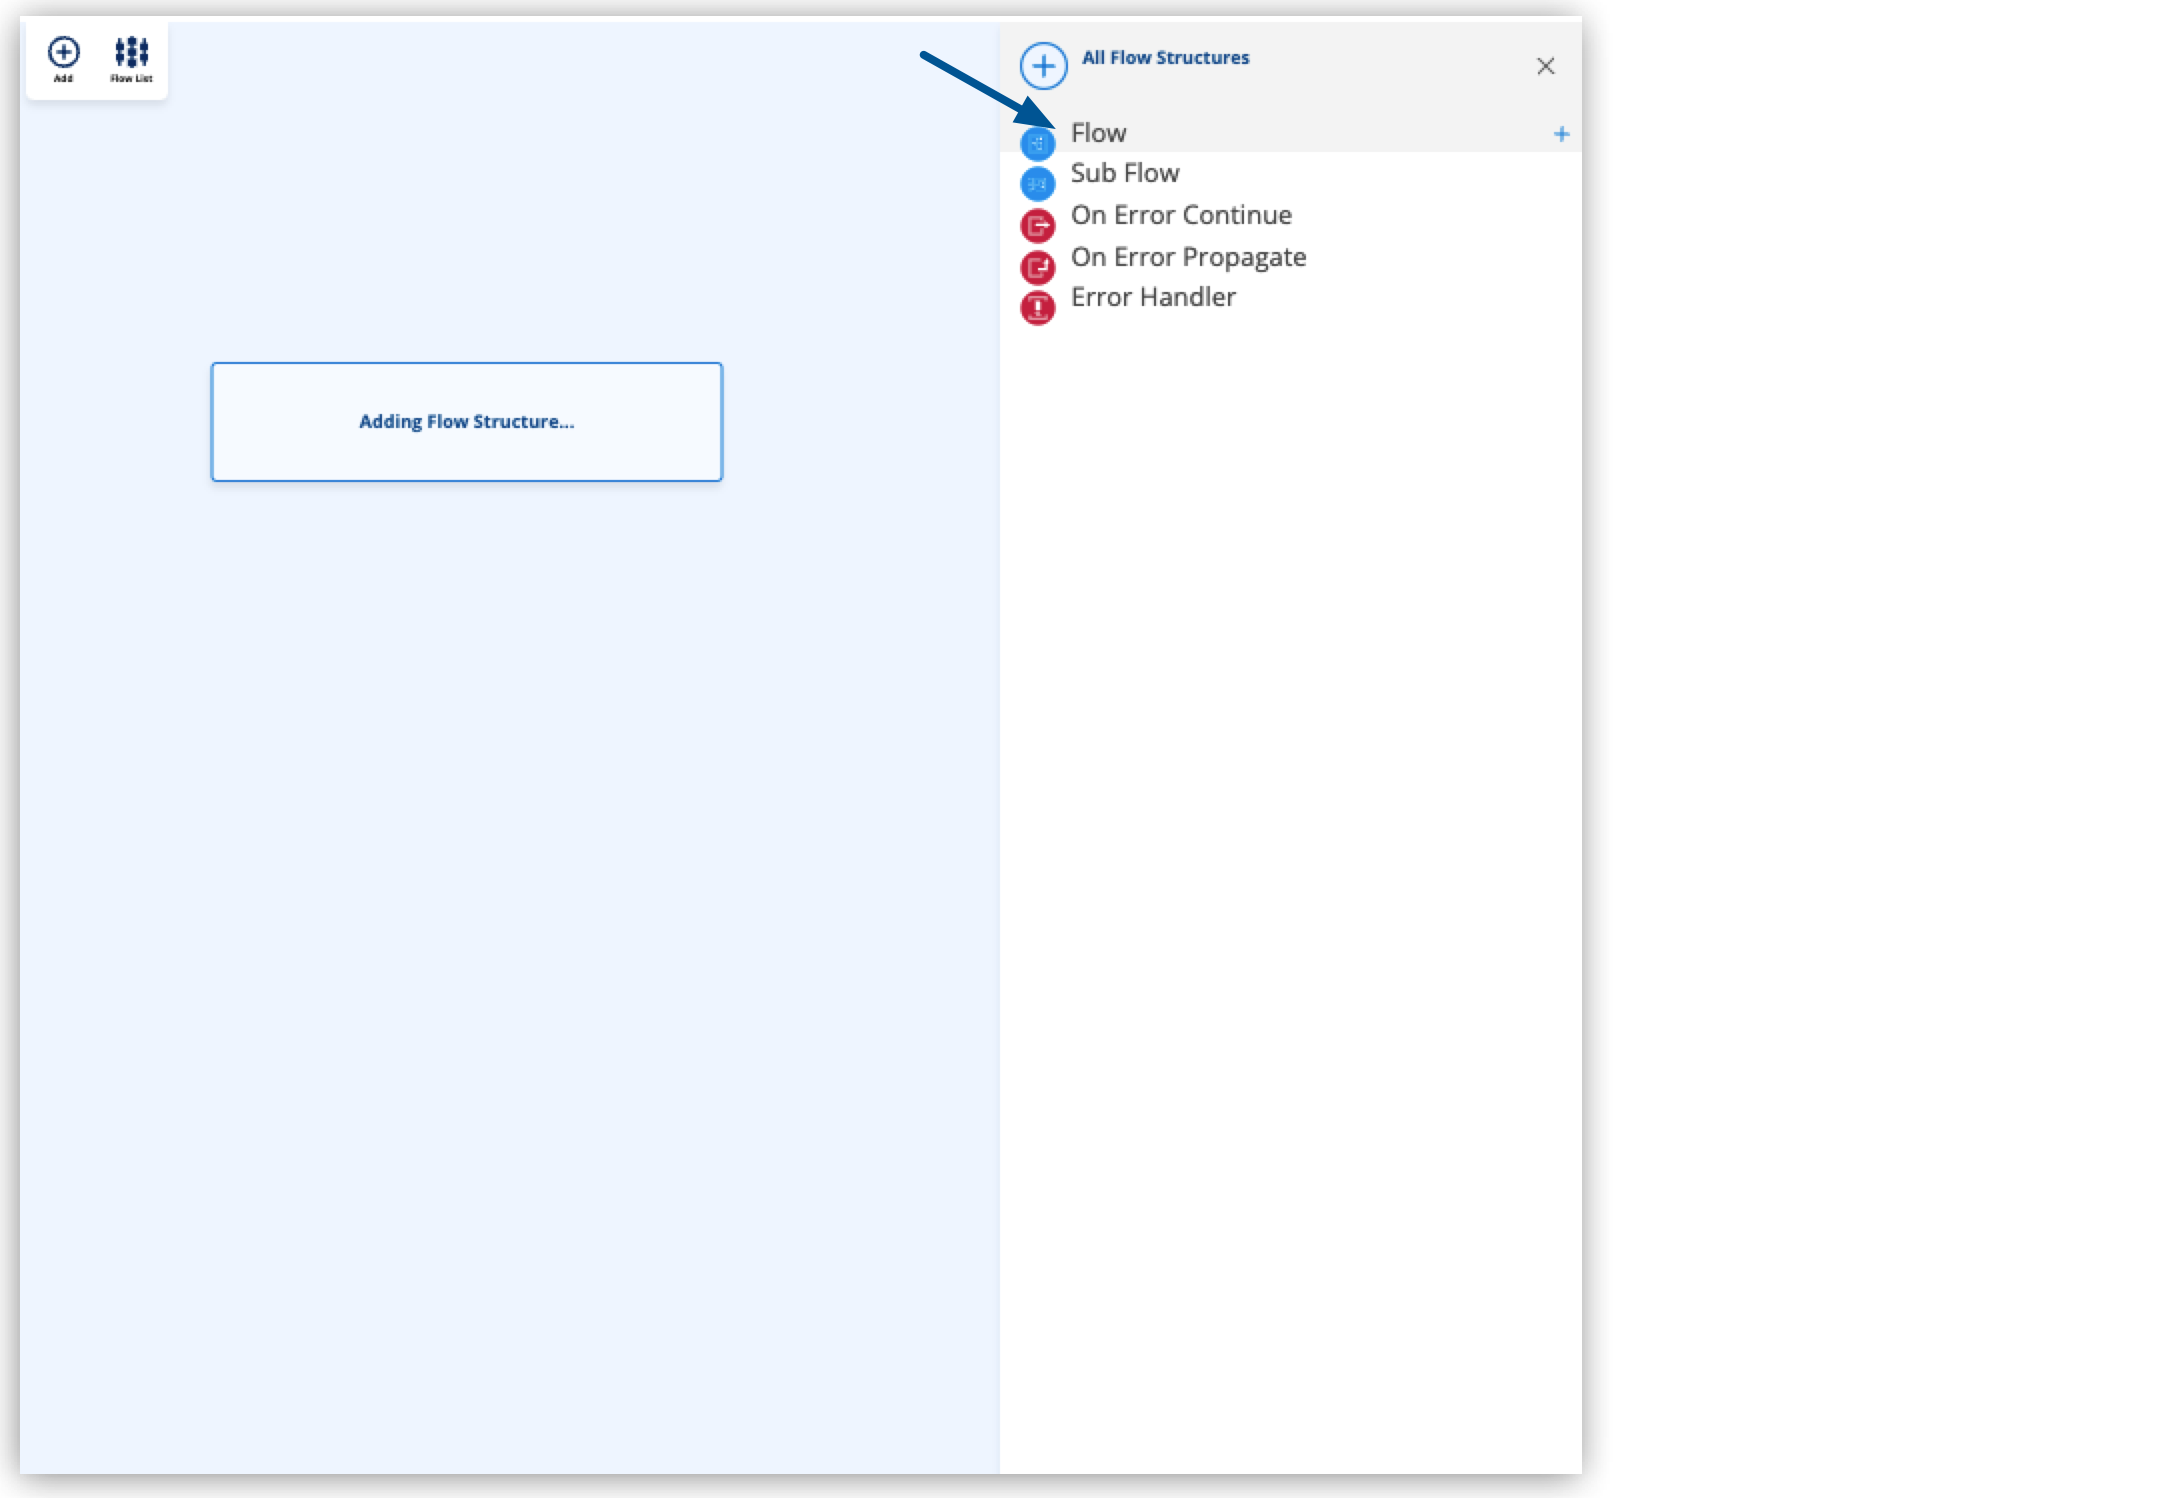 Add
Flow List
Adding Flow Structure...
All Flow Structures
Flow
Sub Flow
On Error Continue
On Error Propagate
Error Handler